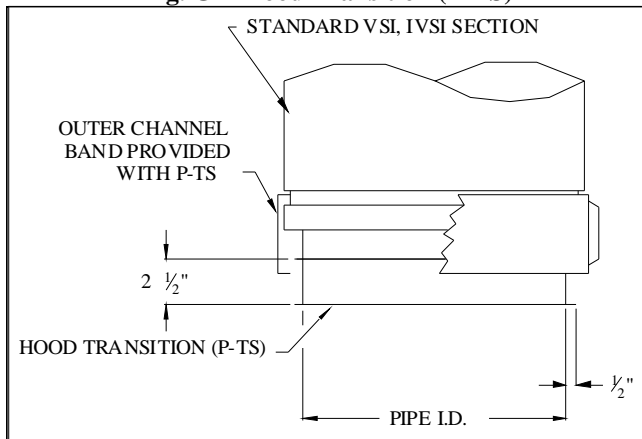 STANDARD VSI, IVSI SECTION
OUTER CHANNEL
BAND PROVIDED
WITH P-TS
2 ½"
HOOD TRANSITION (P-TS)
½"
PIPE I.D.